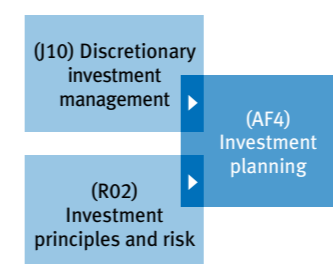 (J10) Discretionary
investment
management
(AF4)
Investment
planning
(R02)
Investment
principles and risk